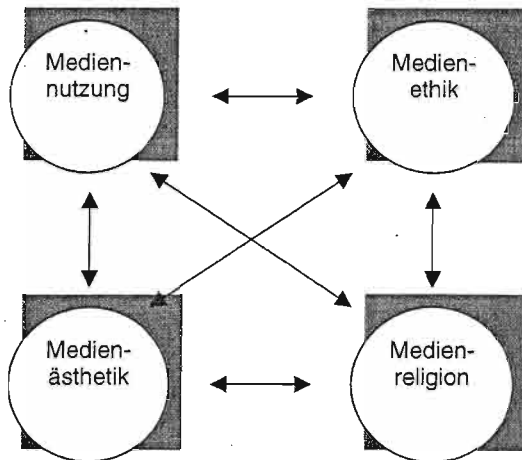 Medien-
nutzung
Medien-
ethik
Medien-
ästhetik
Medien-
religion